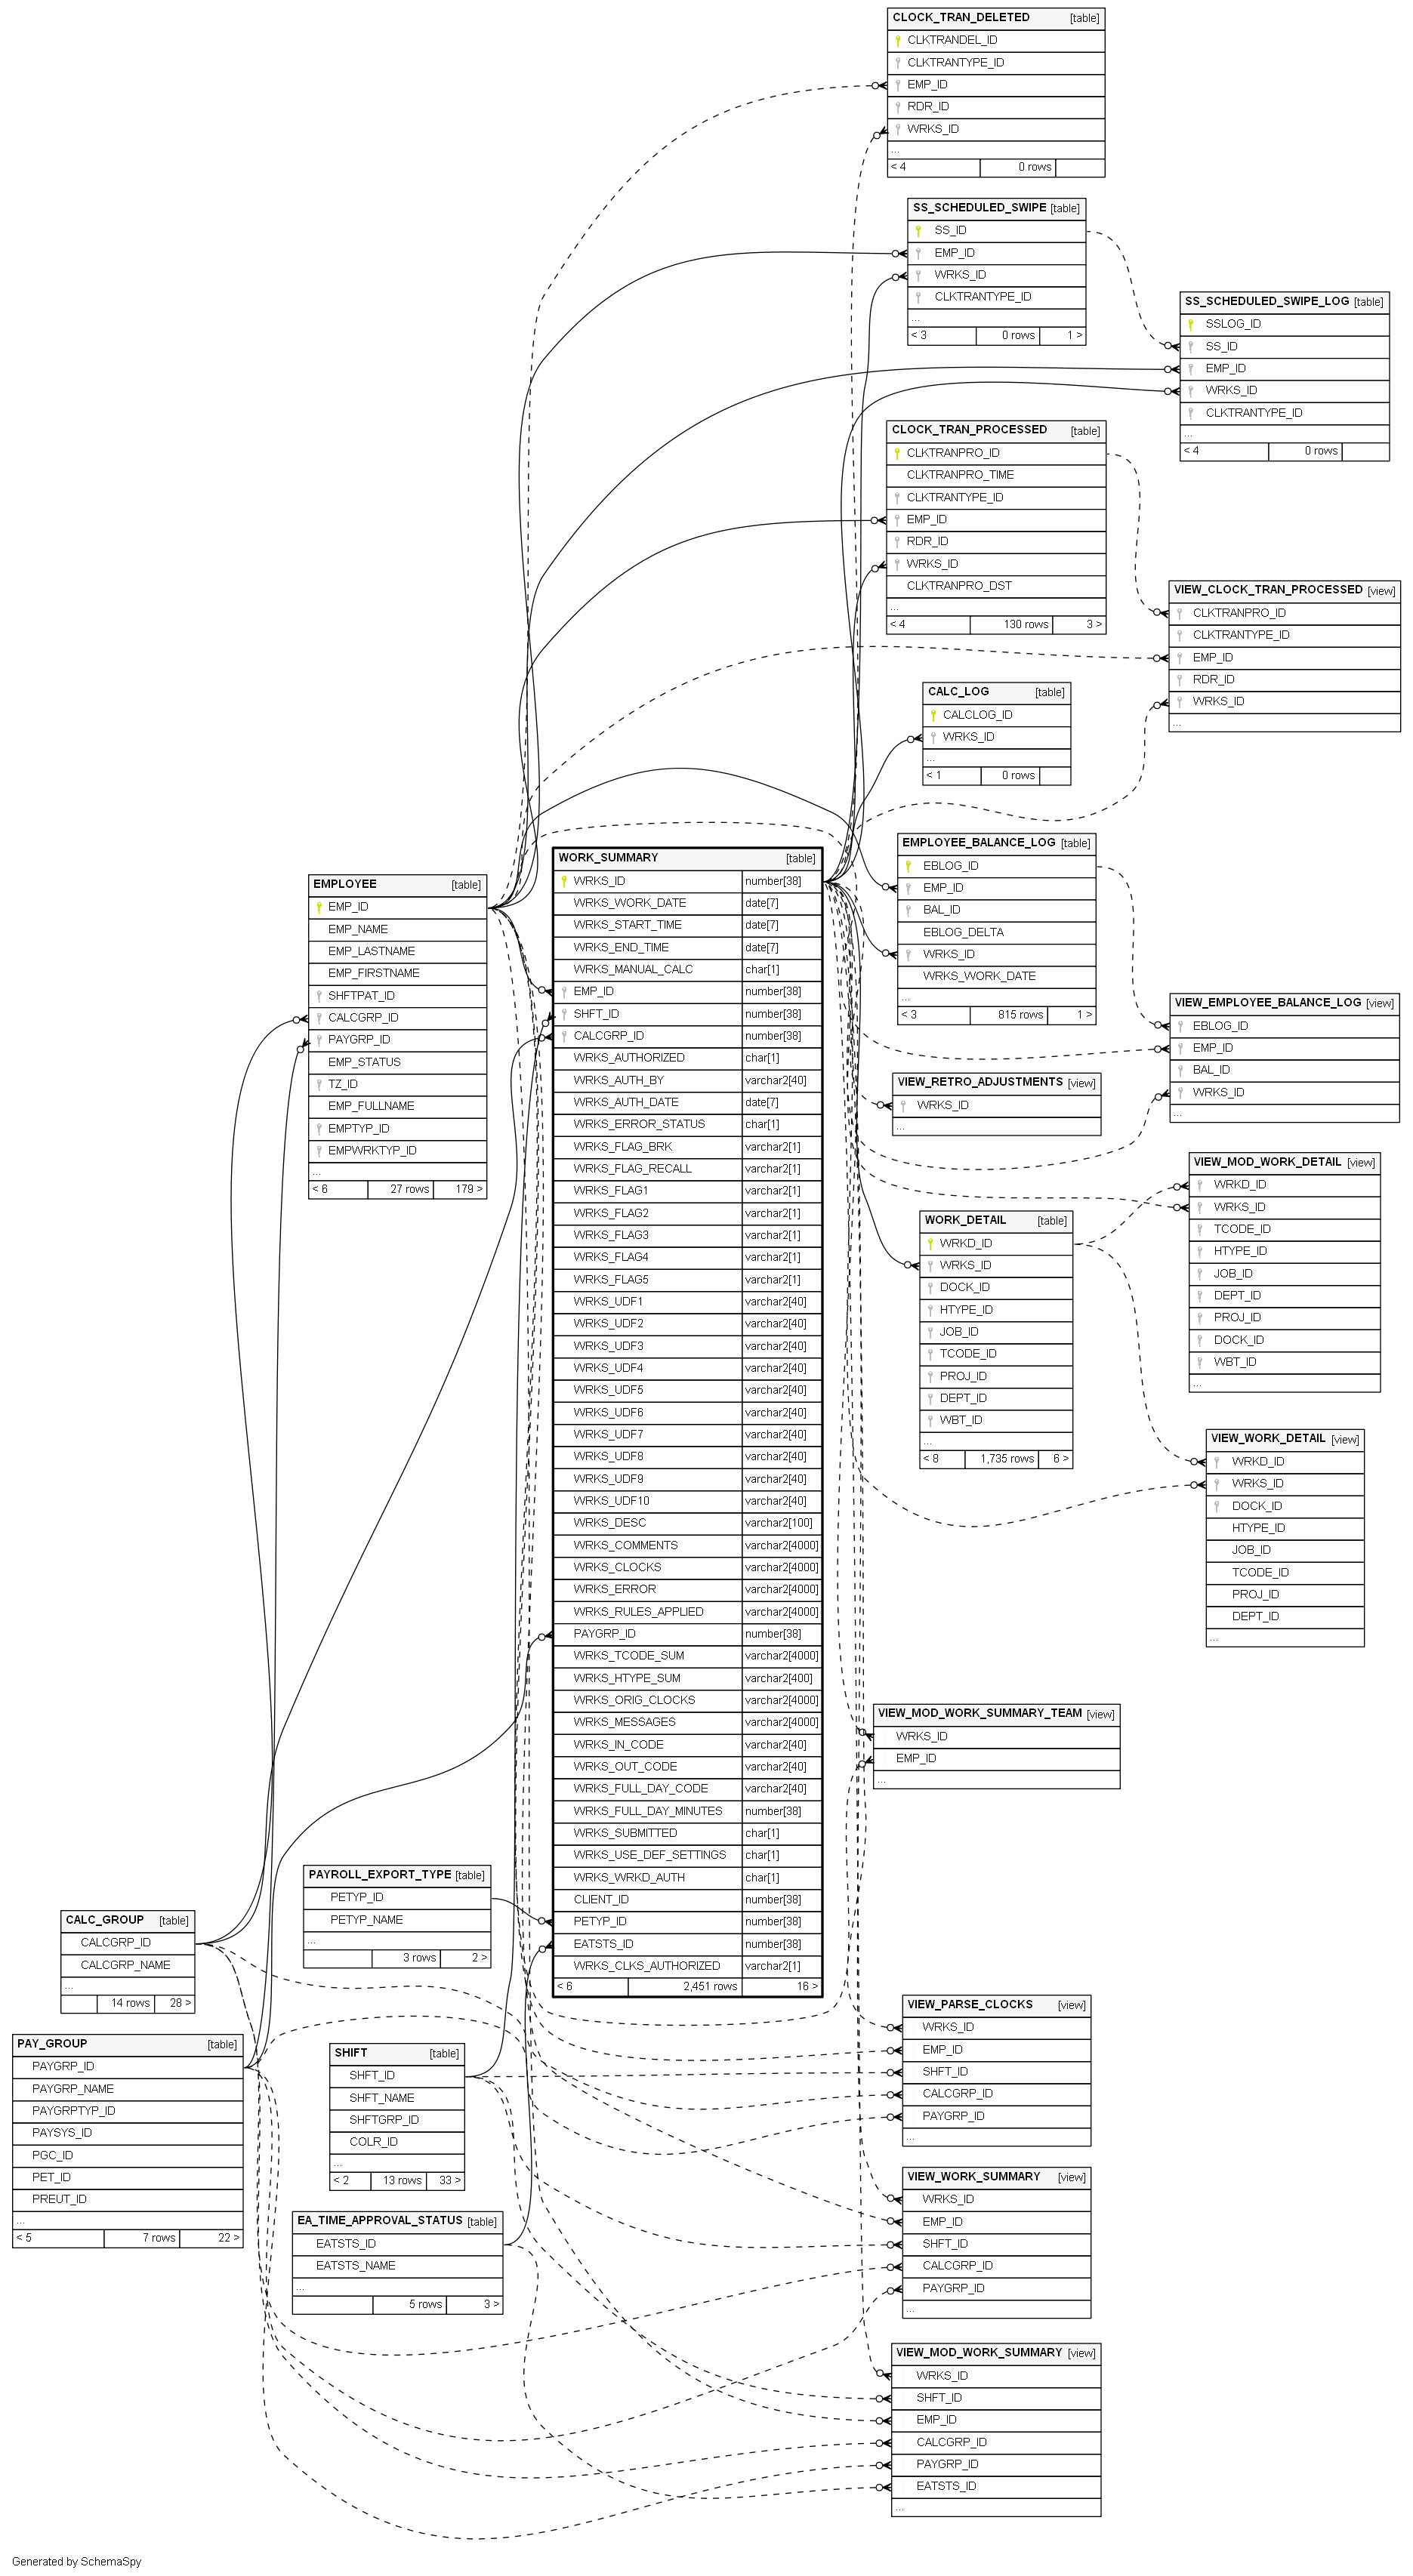 CLOCK_TRAN_DELETED [table]
CLKTRANDEL_ID
CLKTRANTYPE_ID
EMP_ID
RDR_ID
WRKS_ID
...
< 4 0 rows
SS_SCHEDULED_SWIPE [table]
SS_ID
EMP_ID
WRKS_ID
CLKTRANTYPE_ID
...
< 3 0 rows 1 >
SS_SCHEDULED_SWIPE_LOG [table]
SSLOG_ID
SS_ID
EMP_ID
WRKS_ID
CLKTRANTYPE_ID
...
< 4 0 rows
CLOCK_TRAN_PROCESSED [table]
CLKTRANPRO_ID
CLKTRANPRO_TIME
CLKTRANTYPE_ID
EMP_ID
RDR_ID
WRKS_ID
CLKTRANPRO_DST
...
< 4 130 rows 3 >
VIEW_CLOCK_TRAN_PROCESSED [view]
CLKTRANPRO_ID
CLKTRANTYPE_ID
EMP_ID
RDR_ID
WRKS_ID
...
CALC_LOG [table]
CALCLOG_ID
WRKS_ID
...
< 1 0 rows
EMPLOYEE_BALANCE_LOG [table]
EBLOG_ID
EMP_ID
BAL_ID
EBLOG_DELTA
WRKS_ID
WRKS_WORK_DATE
...
< 3 815 rows 1 >
EMPLOYEE [table]
EMP_ID
EMP_NAME
EMP_LASTNAME
EMP_FIRSTNAME
SHFTPAT_ID
CALCGRP_ID
PAYGRP_ID
EMP_STATUS
TZ_ID
EMP_FULLNAME
EMPTYP_ID
EMPWRKTYP_ID
...
< 6 27 rows 179 >
WORK_SUMMARY [table]
WRKS_ID number[38]
WRKS_WORK_DATE date[7]
WRKS_START_TIME date[7]
WRKS_END_TIME date[7]
WRKS_MANUAL_CALC char[1]
EMP_ID number[38]
SHFT_ID number[38]
CALCGRP_ID number[38]
WRKS_AUTHORIZED char[1]
WRKS_AUTH_BY varchar2[40]
WRKS_AUTH_DATE date[7]
WRKS_ERROR_STATUS char[1]
WRKS_FLAG_BRK varchar2[1]
WRKS_FLAG_RECALL varchar2[1]
WRKS_FLAG1 varchar2[1]
WRKS_FLAG2 varchar2[1]
WRKS_FLAG3 varchar2[1]
WRKS_FLAG4 varchar2[1]
WRKS_FLAG5 varchar2[1]
WRKS_UDF1 varchar2[40]
WRKS_UDF2 varchar2[40]
WRKS_UDF3 varchar2[40]
WRKS_UDF4 varchar2[40]
WRKS_UDF5 varchar2[40]
WRKS_UDF6 varchar2[40]
WRKS_UDF7 varchar2[40]
WRKS_UDF8 varchar2[40]
WRKS_UDF9 varchar2[40]
WRKS_UDF10 varchar2[40]
WRKS_DESC varchar2[100]
WRKS_COMMENTS varchar2[4000]
WRKS_CLOCKS varchar2[4000]
WRKS_ERROR varchar2[4000]
WRKS_RULES_APPLIED varchar2[4000]
PAYGRP_ID number[38]
WRKS_TCODE_SUM varchar2[4000]
WRKS_HTYPE_SUM varchar2[400]
WRKS_ORIG_CLOCKS varchar2[4000]
WRKS_MESSAGES varchar2[4000]
WRKS_IN_CODE varchar2[40]
WRKS_OUT_CODE varchar2[40]
WRKS_FULL_DAY_CODE varchar2[40]
WRKS_FULL_DAY_MINUTES number[38]
WRKS_SUBMITTED char[1]
WRKS_USE_DEF_SETTINGS char[1]
WRKS_WRKD_AUTH char[1]
CLIENT_ID number[38]
PETYP_ID number[38]
EATSTS_ID number[38]
WRKS_CLKS_AUTHORIZED varchar2[1]
< 6 2,451 rows 16 >
VIEW_EMPLOYEE_BALANCE_LOG [view]
EBLOG_ID
EMP_ID
BAL_ID
WRKS_ID
...
VIEW_RETRO_ADJUSTMENTS [view]
WRKS_ID
...
VIEW_MOD_WORK_DETAIL [view]
WRKD_ID
WRKS_ID
TCODE_ID
HTYPE_ID
JOB_ID
DEPT_ID
PROJ_ID
DOCK_ID
WBT_ID
...
WORK_DETAIL [table]
WRKD_ID
WRKS_ID
DOCK_ID
HTYPE_ID
JOB_ID
TCODE_ID
PROJ_ID
DEPT_ID
WBT_ID
...
< 8 1,735 rows 6 >
VIEW_WORK_DETAIL [view]
WRKD_ID
WRKS_ID
DOCK_ID
HTYPE_ID
JOB_ID
TCODE_ID
PROJ_ID
DEPT_ID
...
VIEW_MOD_WORK_SUMMARY_TEAM [view]
WRKS_ID
EMP_ID
...
PAYROLL_EXPORT_TYPE [table]
PETYP_ID
PETYP_NAME
...
3 rows 2 >
CALC_GROUP [table]
CALCGRP_ID
CALCGRP_NAME
...
14 rows 28 >
PAY_GROUP [table]
PAYGRP_ID
PAYGRP_NAME
PAYGRPTYP_ID
PAYSYS_ID
PGC_ID
PET_ID
PREUT_ID
...
< 5 7 rows 22 >
SHIFT [table]
SHFT_ID
SHFT_NAME
SHFTGRP_ID
COLR_ID
...
< 2 13 rows 33 >
EA_TIME_APPROVAL_STATUS [table]
EATSTS_ID
EATSTS_NAME
...
5 rows 3 >
VIEW_PARSE_CLOCKS [view]
WRKS_ID
EMP_ID
SHFT_ID
CALCGRP_ID
PAYGRP_ID
...
VIEW_WORK_SUMMARY [view]
WRKS_ID
EMP_ID
SHFT_ID
CALCGRP_ID
PAYGRP_ID
...
VIEW_MOD_WORK_SUMMARY [view]
WRKS_ID
SHFT_ID
EMP_ID
CALCGRP_ID
PAYGRP_ID
EATSTS_ID
...
Generated by SchemaSpy